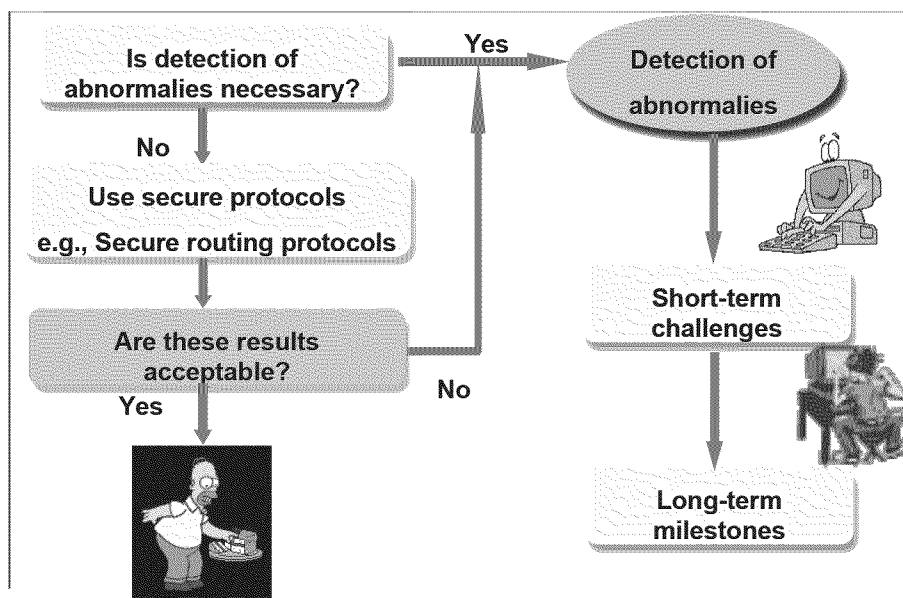 Is detection of
abnormalies necessary?
Yes
Detection of
abnormalies
No
Use secure protocols
e.g., Secure routing protocols
Are these results
acceptable?
No
Yes
Short-term
challenges
Long-term
milestones